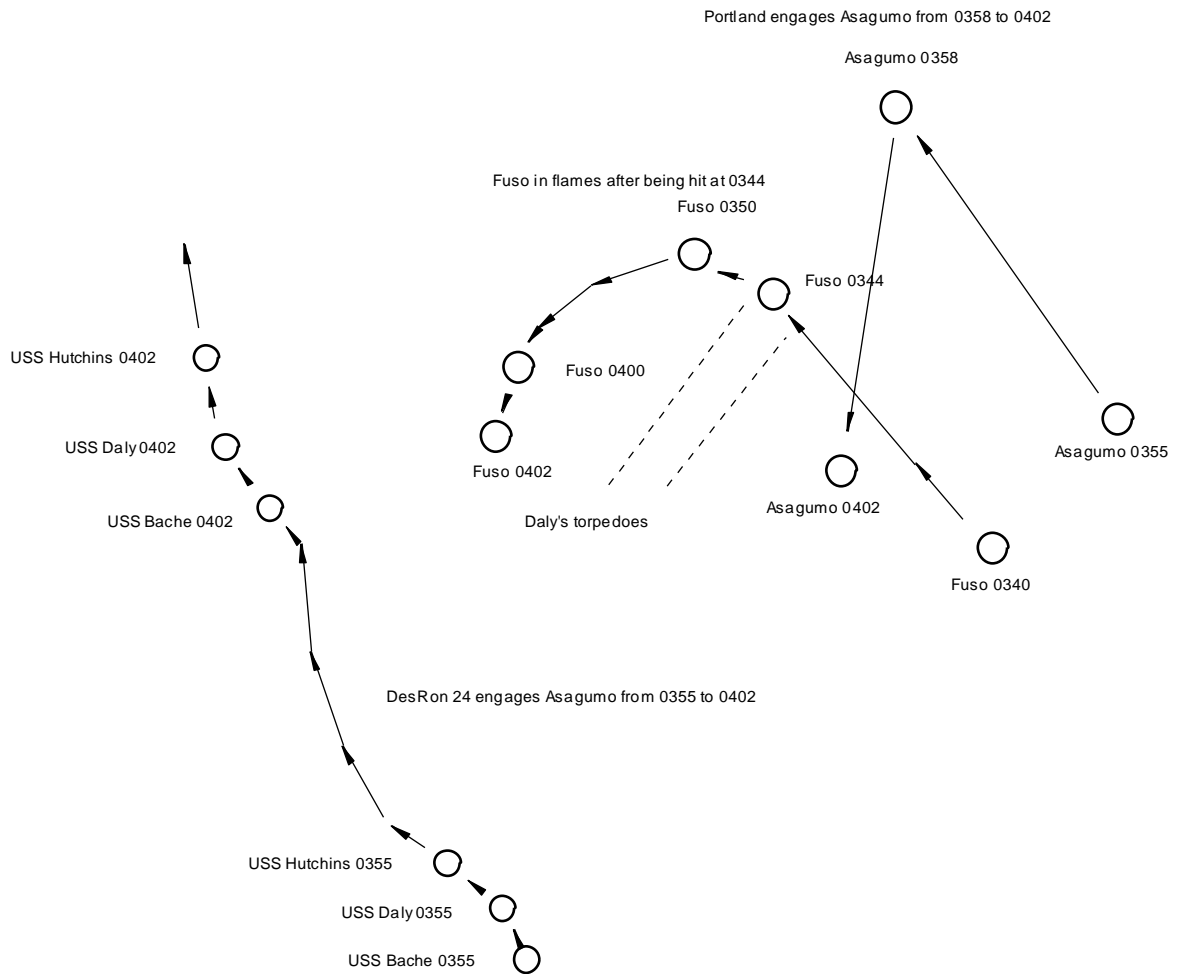 Portland engages Asagumo from 0358 to 0402
Asagumo 0358
Fuso in flames after being hit at 0344
Fuso 0350
Fuso 0344
USS Hutchins 0402
Fuso 0400
USS Daly 0402
Asagumo 0355
Fuso 0402
Asagumo 0402
USS Bache 0402
Daly's torpedoes
Fuso 0340
DesRon 24 engages Asagumo from 0355 to 0402
USS Hutchins 0355
USS Daly 0355
USS Bache 0355